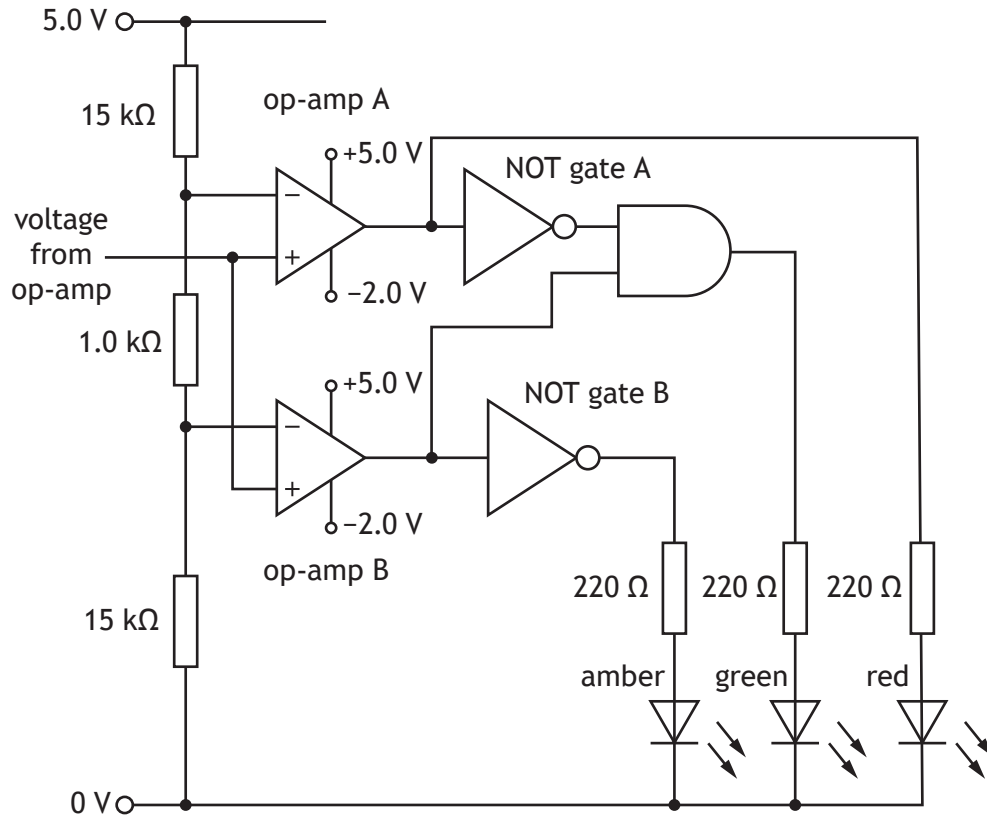 5.0 V
op-amp A
15 kΩ
+5.0 V
NOT gate A
−
voltage
from
op-amp
+
−2.0 V
1.0 kΩ
+5.0 V
NOT gate B
−
+
−2.0 V
op-amp B
15 kΩ
220 Ω 220 Ω 220 Ω
amber green red
0 V